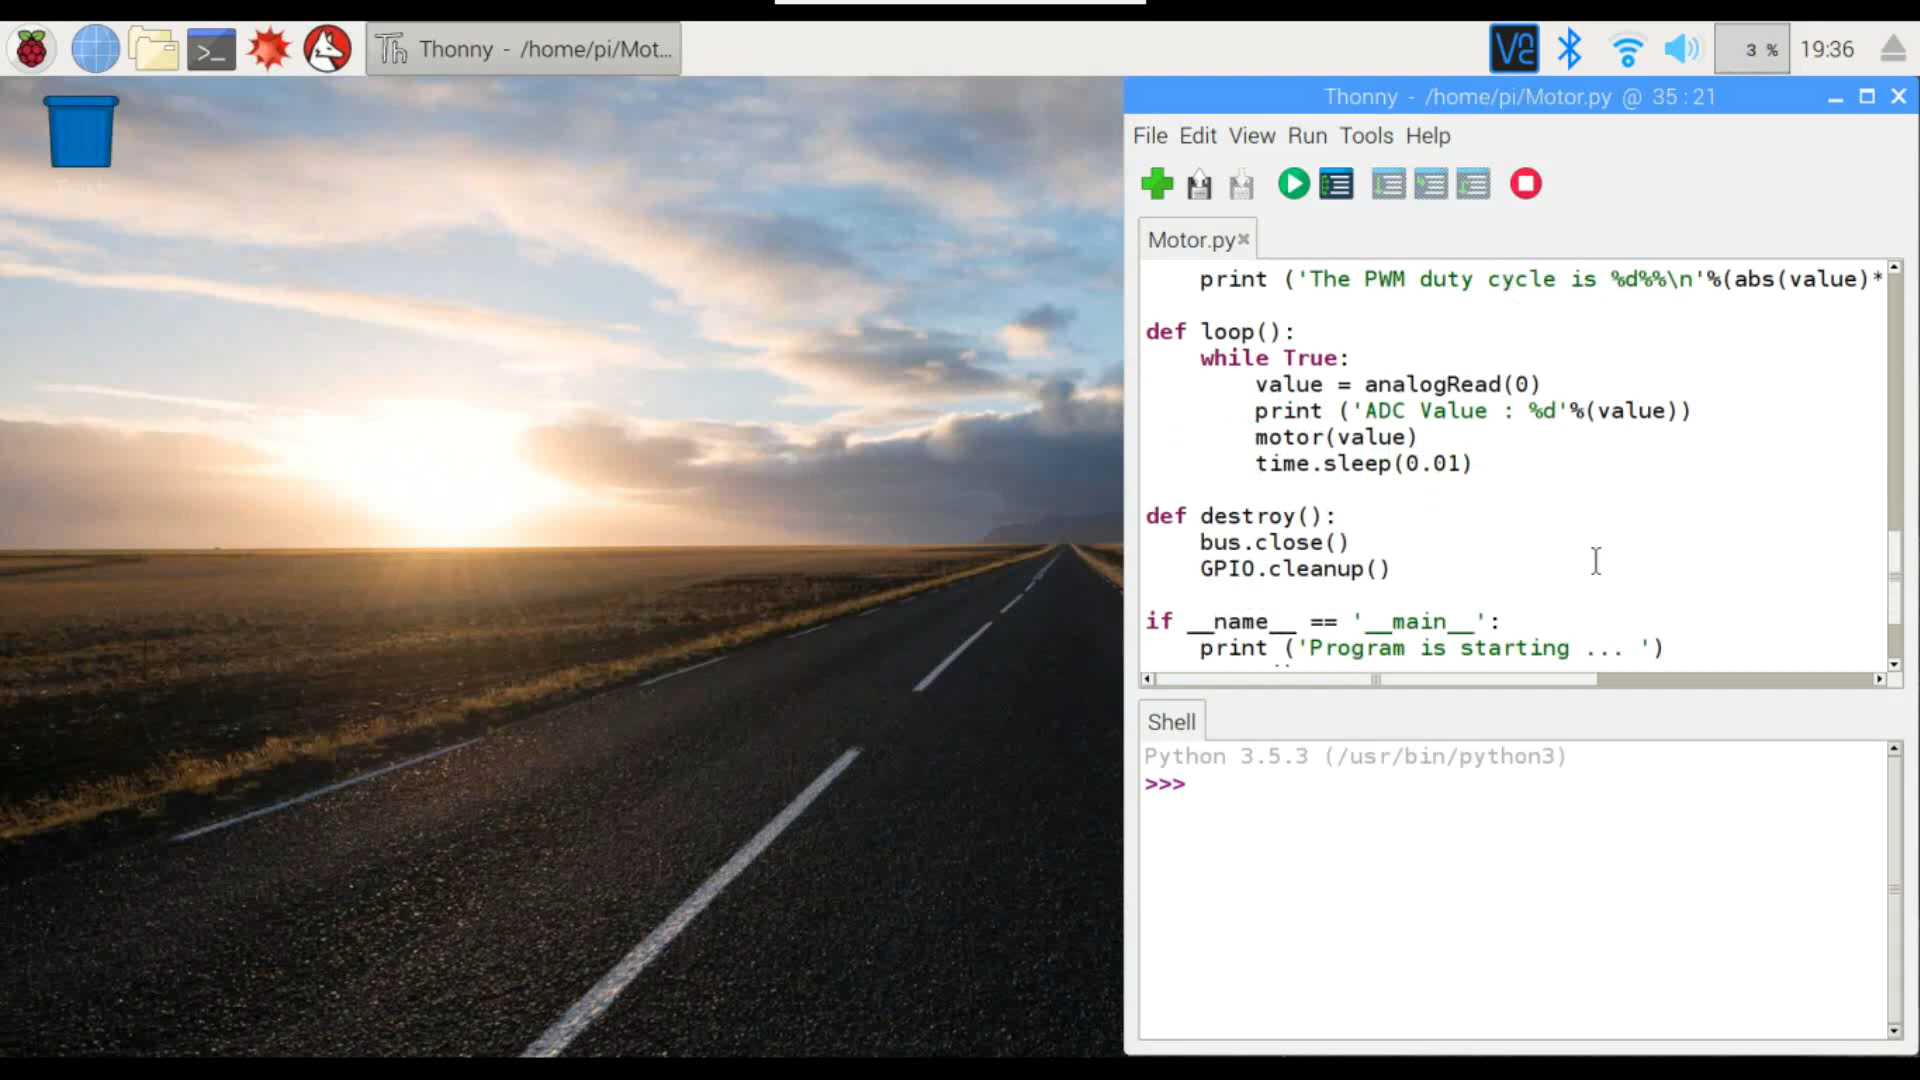 Thonny - /home/pi/Mot...
3 %
19:36
Thonny - /home/pi/Motor.py @ 35:21
File Edit View Run Tools Help
Motor.py
print ('The PWM duty cycle is %d%%\n'%(abs(value)*
def loop():
while True:
value = analogRead(0)
print ('ADC Value : %d'%(value))
motor(value)
time.sleep(0.01)
def destroy():
bus.close()
GPIO.cleanup()
if __name__ == '__main__':
print ('Program is starting ... ')
Shell
Python 3.5.3 (/usr/bin/python3)
>>>